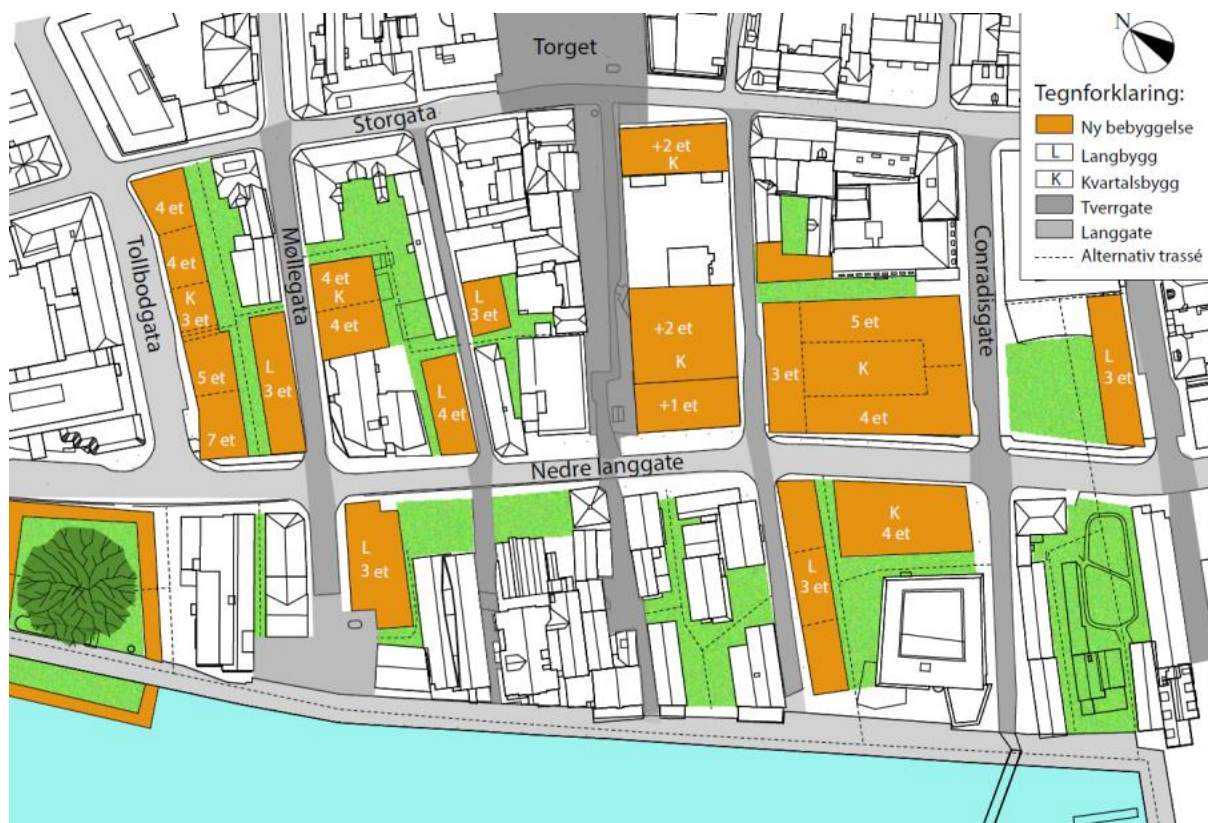 Torget
N
Tegnforklaring:
Ny bebyggelse
L Langbygg
K Kvartalsbygg
Tverrgate
Langgate
Alternativ trassé
Storgata
+2 et
K
4 et
4 et
K
3 et
5 et
7 et
Tollbodgata
L
3 et
Møllegata
4 et
K
4 et
L
3 et
L
4 et
+2 et
K
+1 et
5 et
3 et
K
4 et
Conradisgate
L
3 et
Nedre langgate
L
3 et
L
3 et
K
4 et